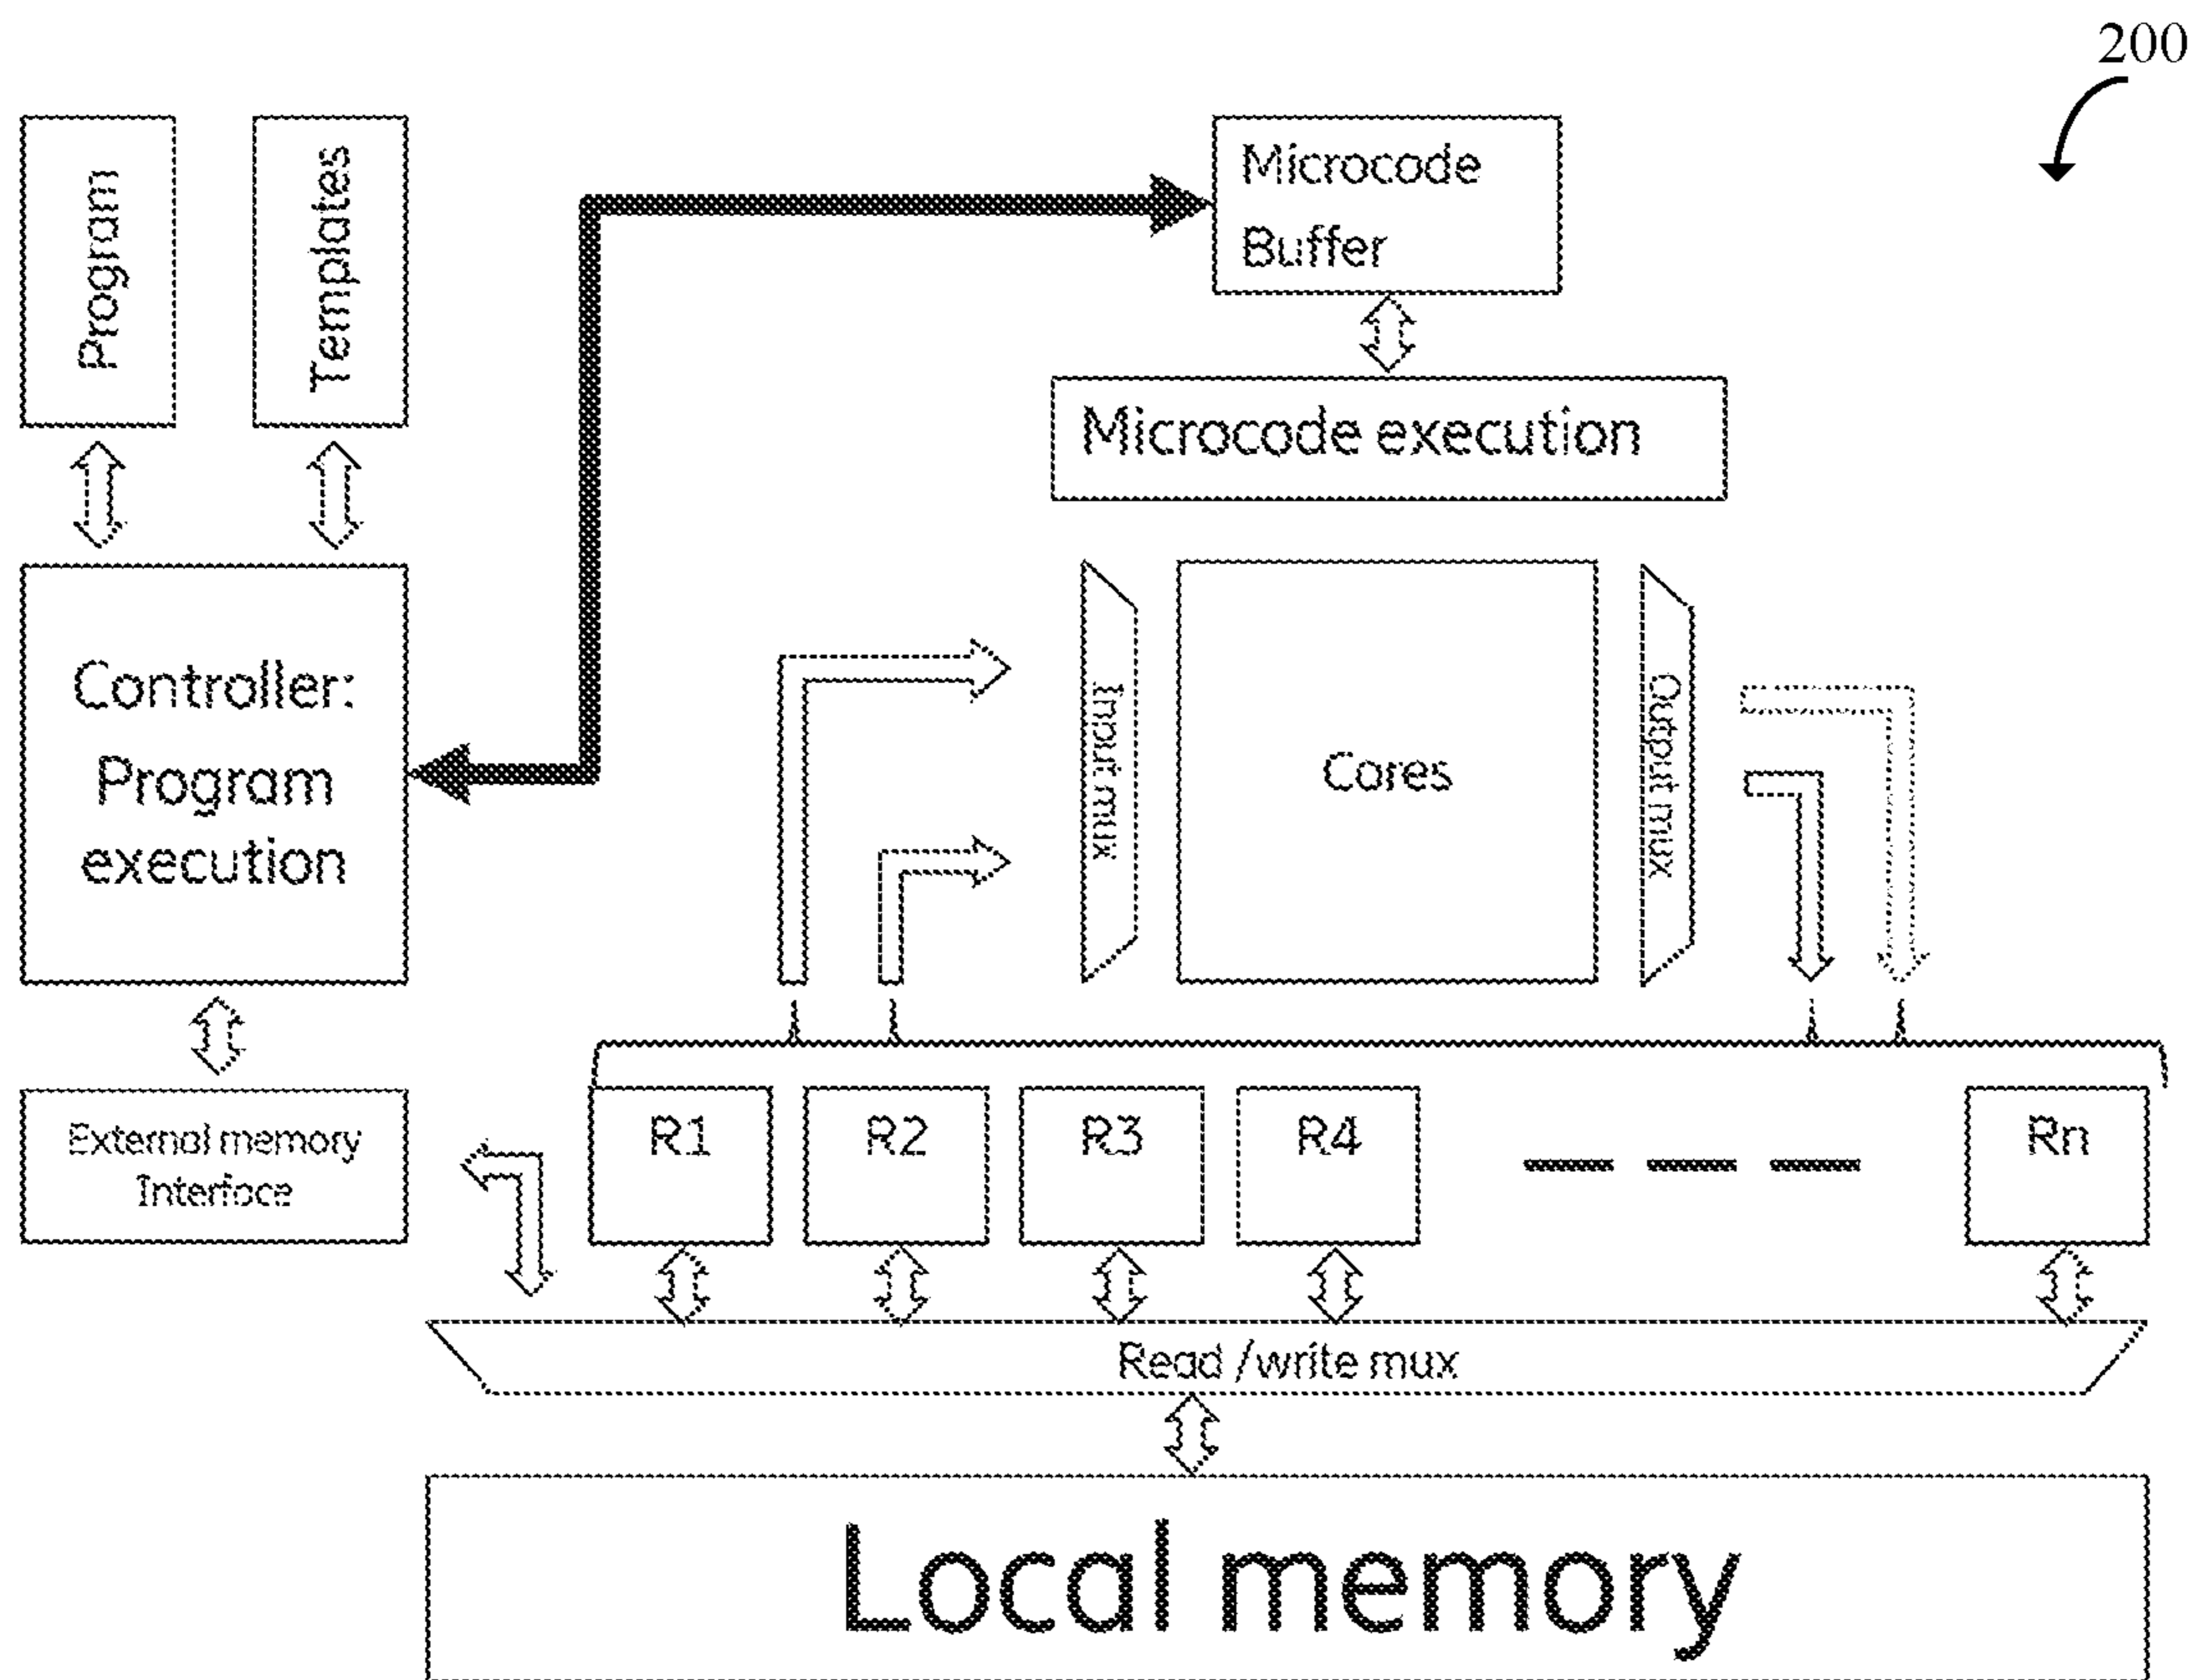 200
Program
Templates
Microcode
Buffer
Microcode execution
Controller:
Program
execution
Input mux
Cores
Output mux
External memory
Interface
R1
R2
R3
R4
Rn
Read /write mux
Local memory